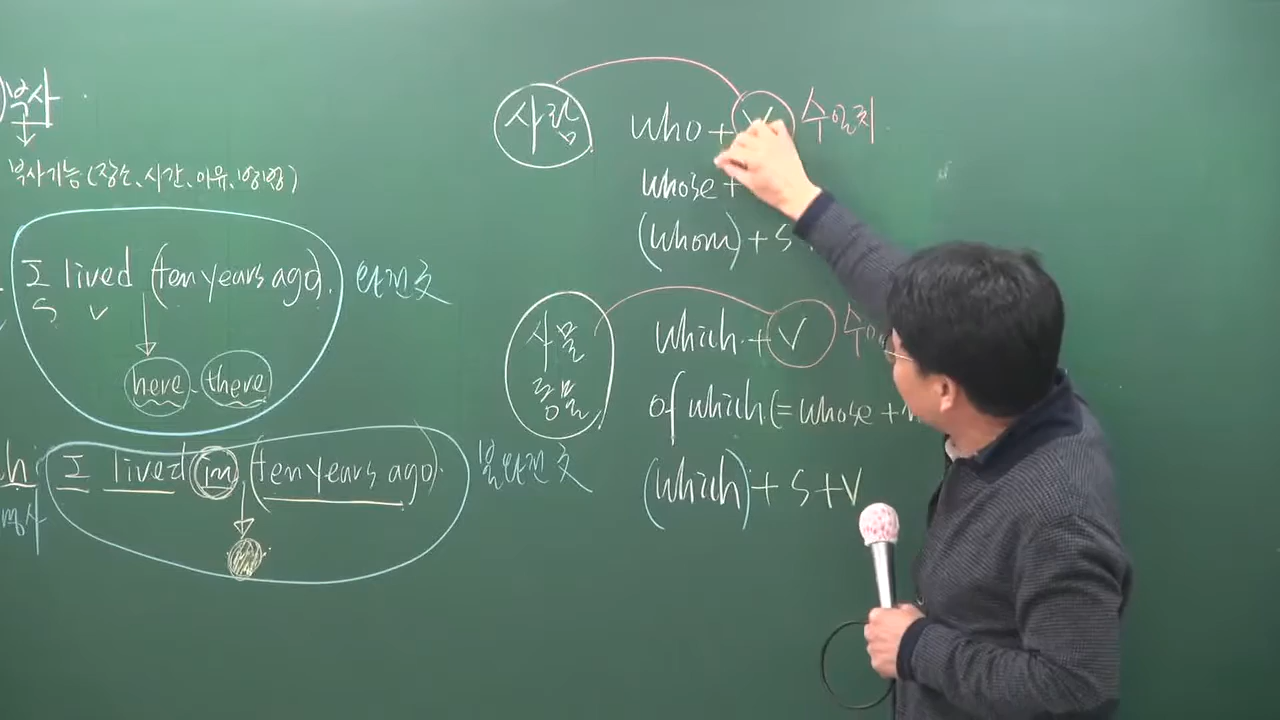 부사
부사기능(장소、시간、이유、방법)
I lived (ten years ago). 완전文
S V
here - there
I lived in (ten years ago). 불완전文
사람 who + V 수일치
whose +
(whom) + S
사물 동물 which + V
of which (= whose +
(which) + S + V